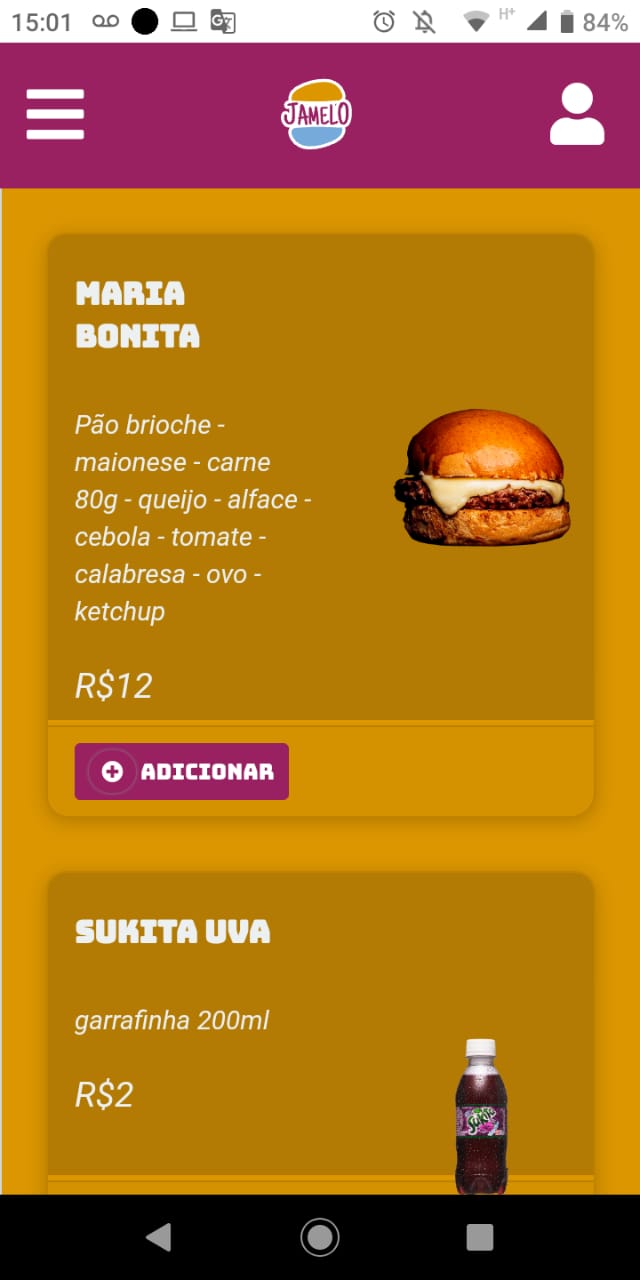 15:01
H+
84%
JAMELO
MARIA
BONITA
Pão brioche -
maionese - carne
80g - queijo - alface -
cebola - tomate -
calabresa - ovo -
ketchup
R$12
ADICIONAR
SUKITA UVA
garrafinha 200ml
R$2
Sukita